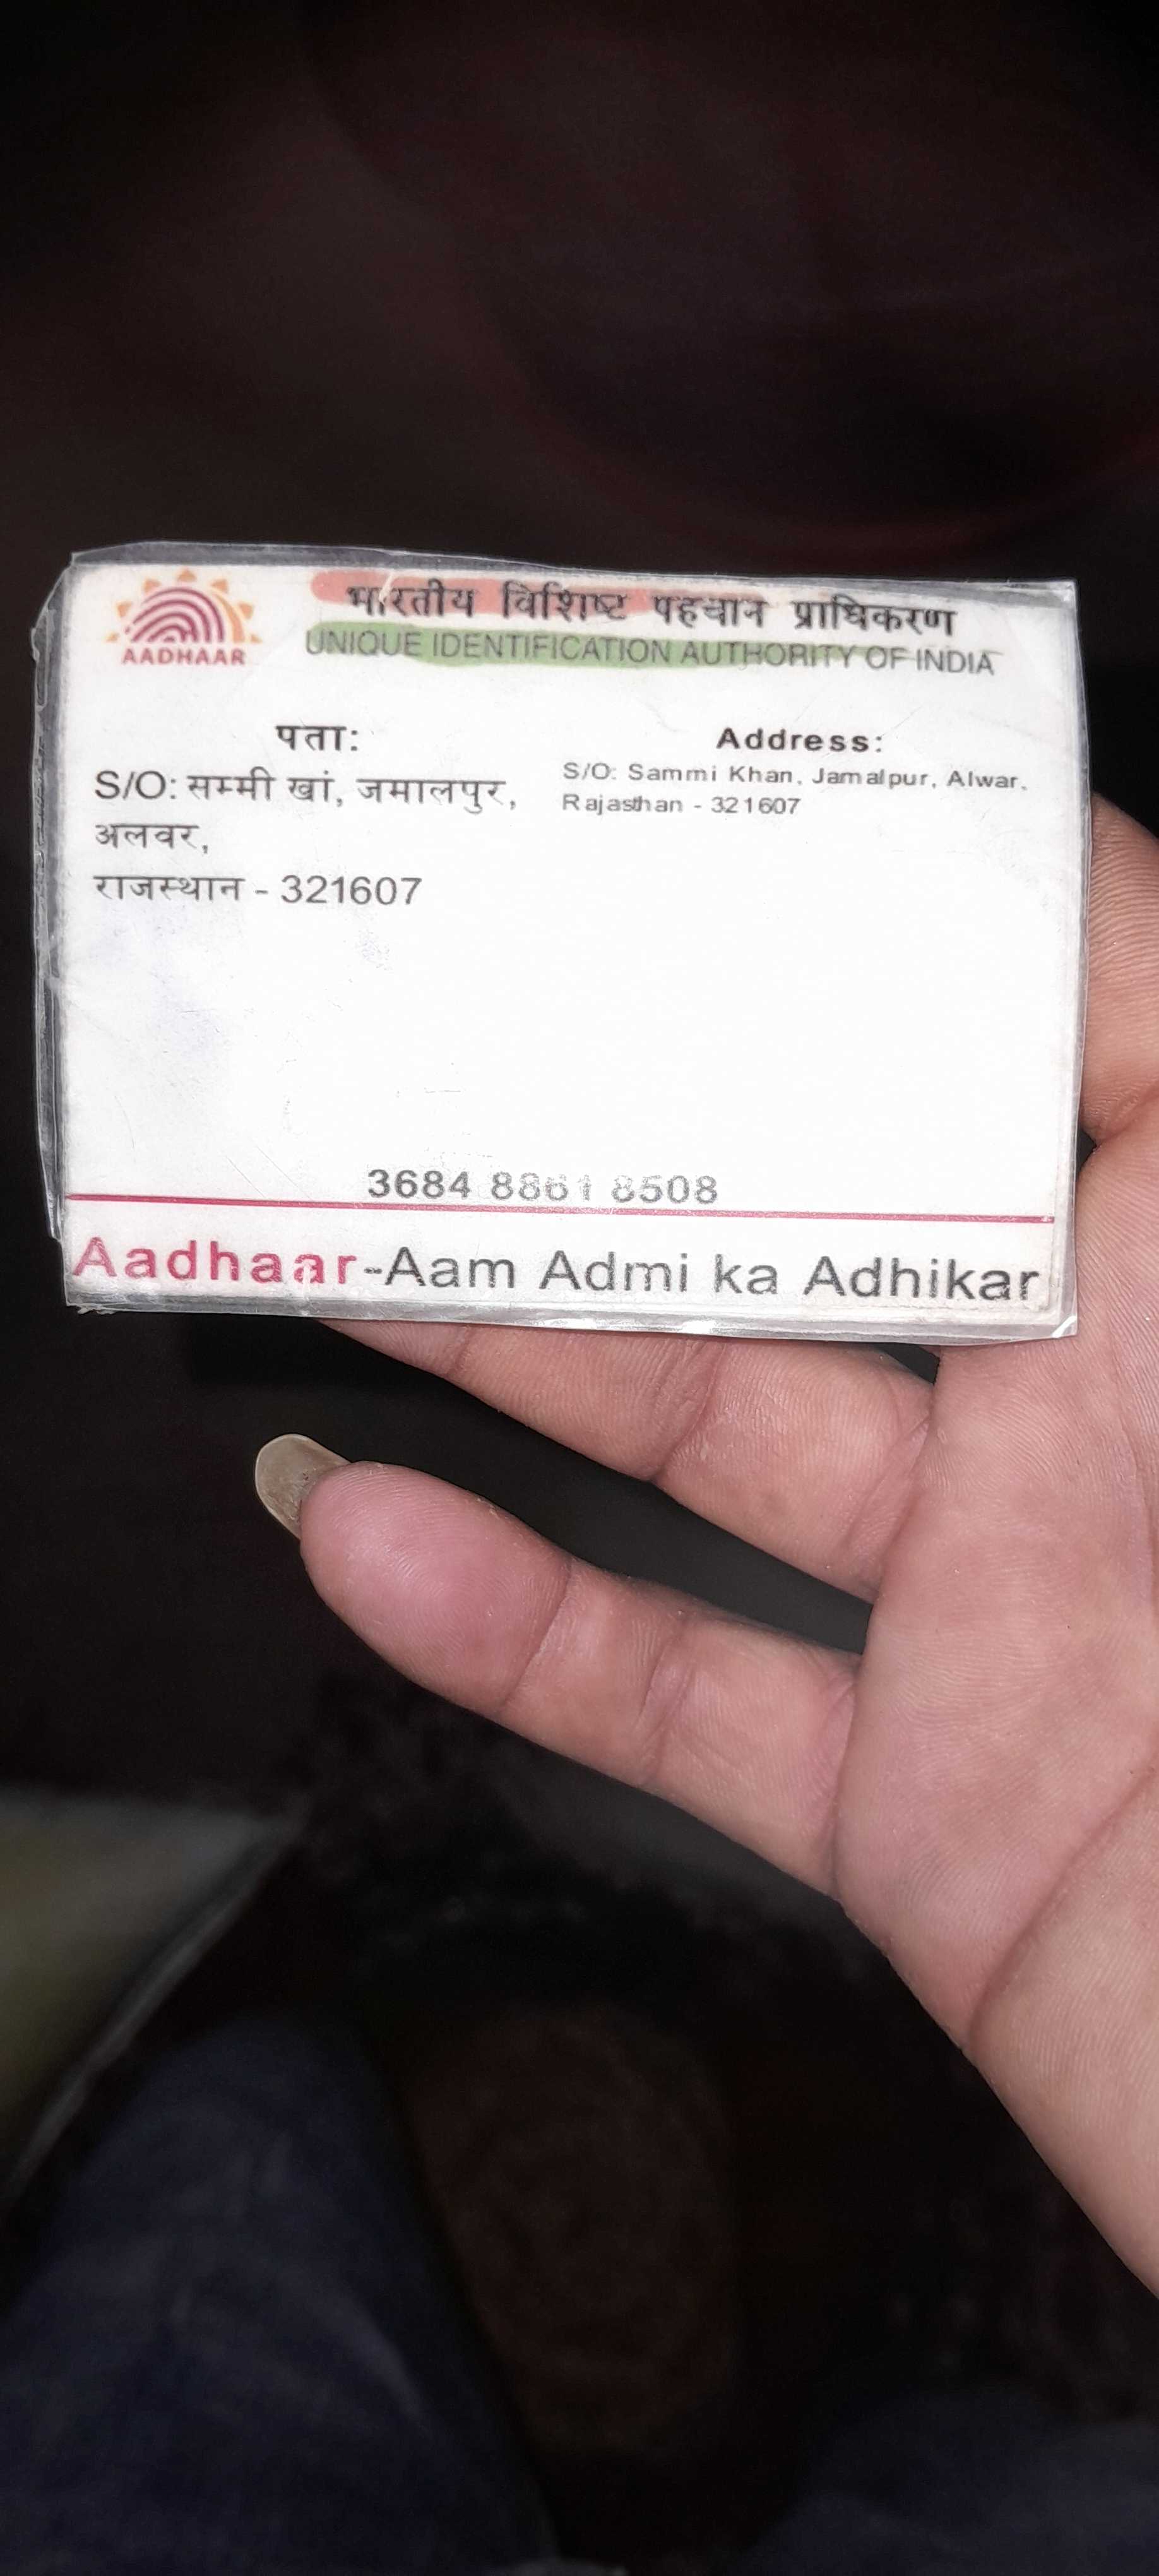 भारतीय विशिष्ट पहचान प्राधिकरण
AADHAAR
UNIQUE IDENTIFICATION AUTHORITY OF INDIA
पता:
S/O: सम्मी खां, जमालपुर,
अलवर,
राजस्थान - 321607
Address:
S/O: Sammi Khan, Jamalpur, Alwar,
Rajasthan - 321607
3684 8861 8508
Aadhaar-Aam Admi ka Adhikar